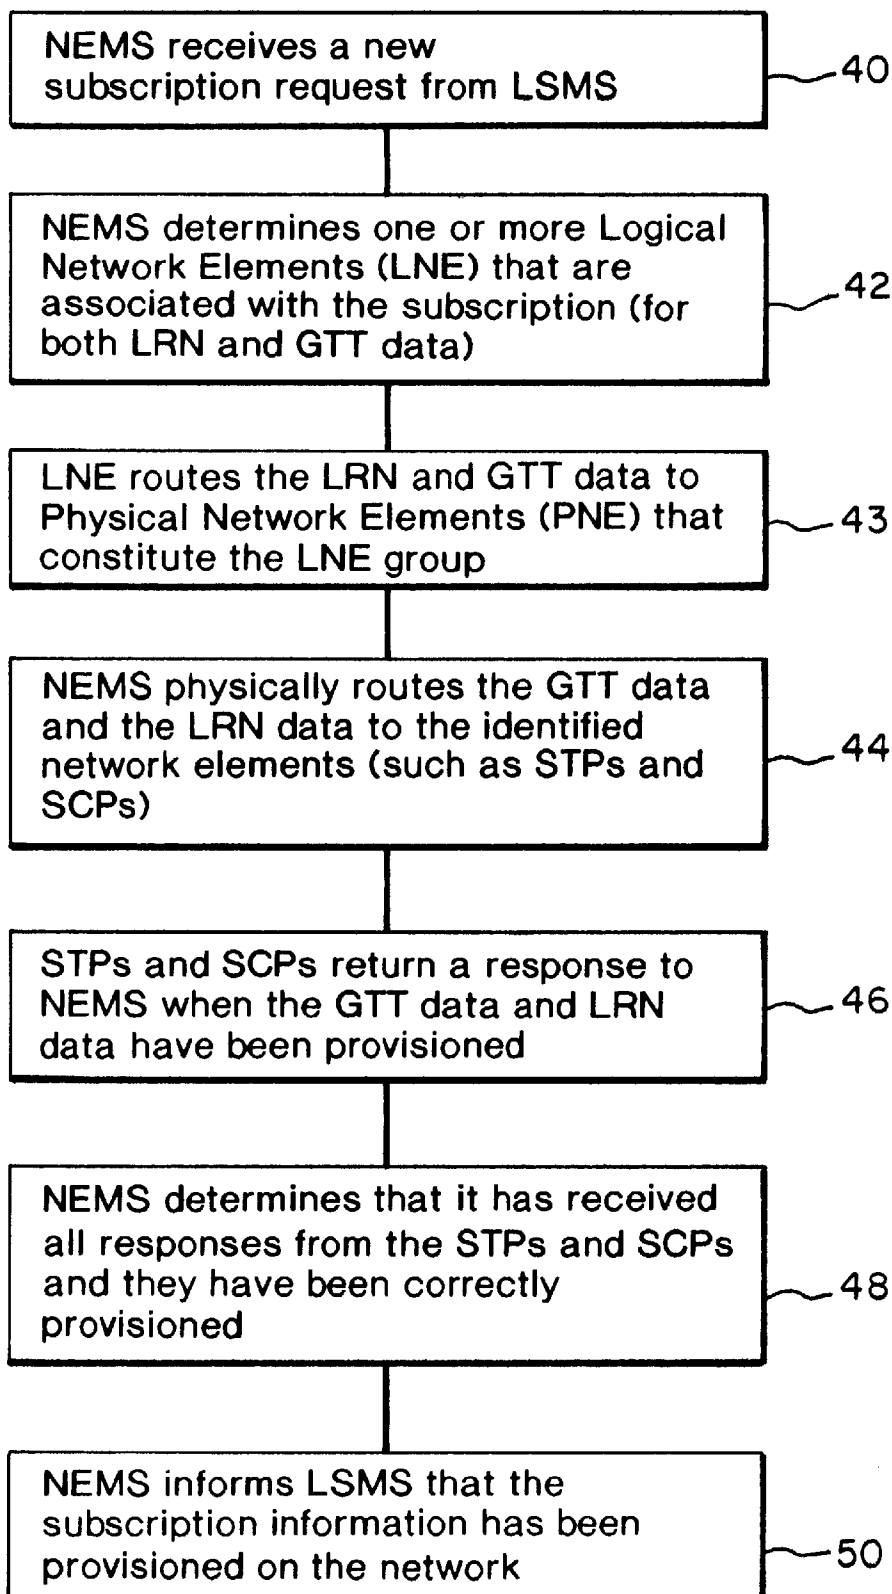 NEMS receives a new
subscription request from LSMS
40
NEMS determines one or more Logical
Network Elements (LNE) that are
associated with the subscription (for
both LRN and GTT data)
42
LNE routes the LRN and GTT data to
Physical Network Elements (PNE) that
constitute the LNE group
43
NEMS physically routes the GTT data
and the LRN data to the identified
network elements (such as STPs and
SCPs)
44
STPs and SCPs return a response to
NEMS when the GTT data and LRN
data have been provisioned
46
NEMS determines that it has received
all responses from the STPs and SCPs
and they have been correctly
provisioned
48
NEMS informs LSMS that the
subscription information has been
provisioned on the network
50